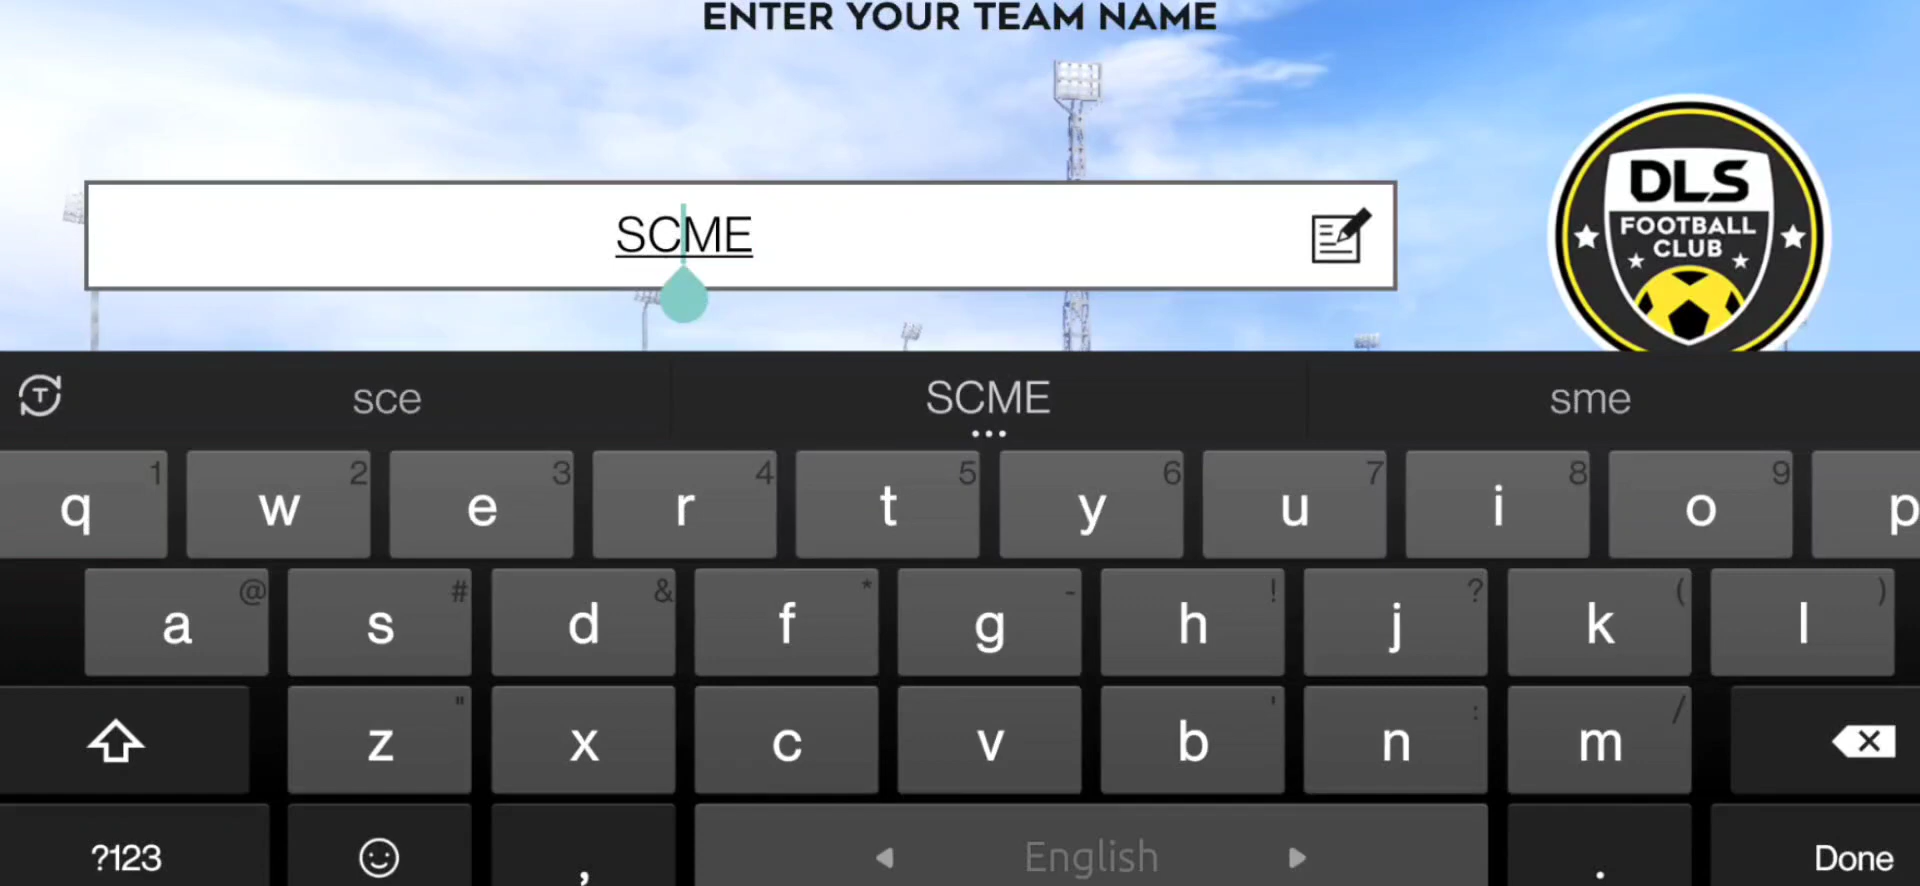 ENTER YOUR TEAM NAME
SCME
DLS
FOOTBALL
CLUB
sce SCME sme
q 1 w 2 e 3 r 4 t 5 y 6 u 7 i 8 o 9 p
a @ s # d & f * g - h ! j ? k ( l )
z " x c v b ' n : m /
?123 , English . Done